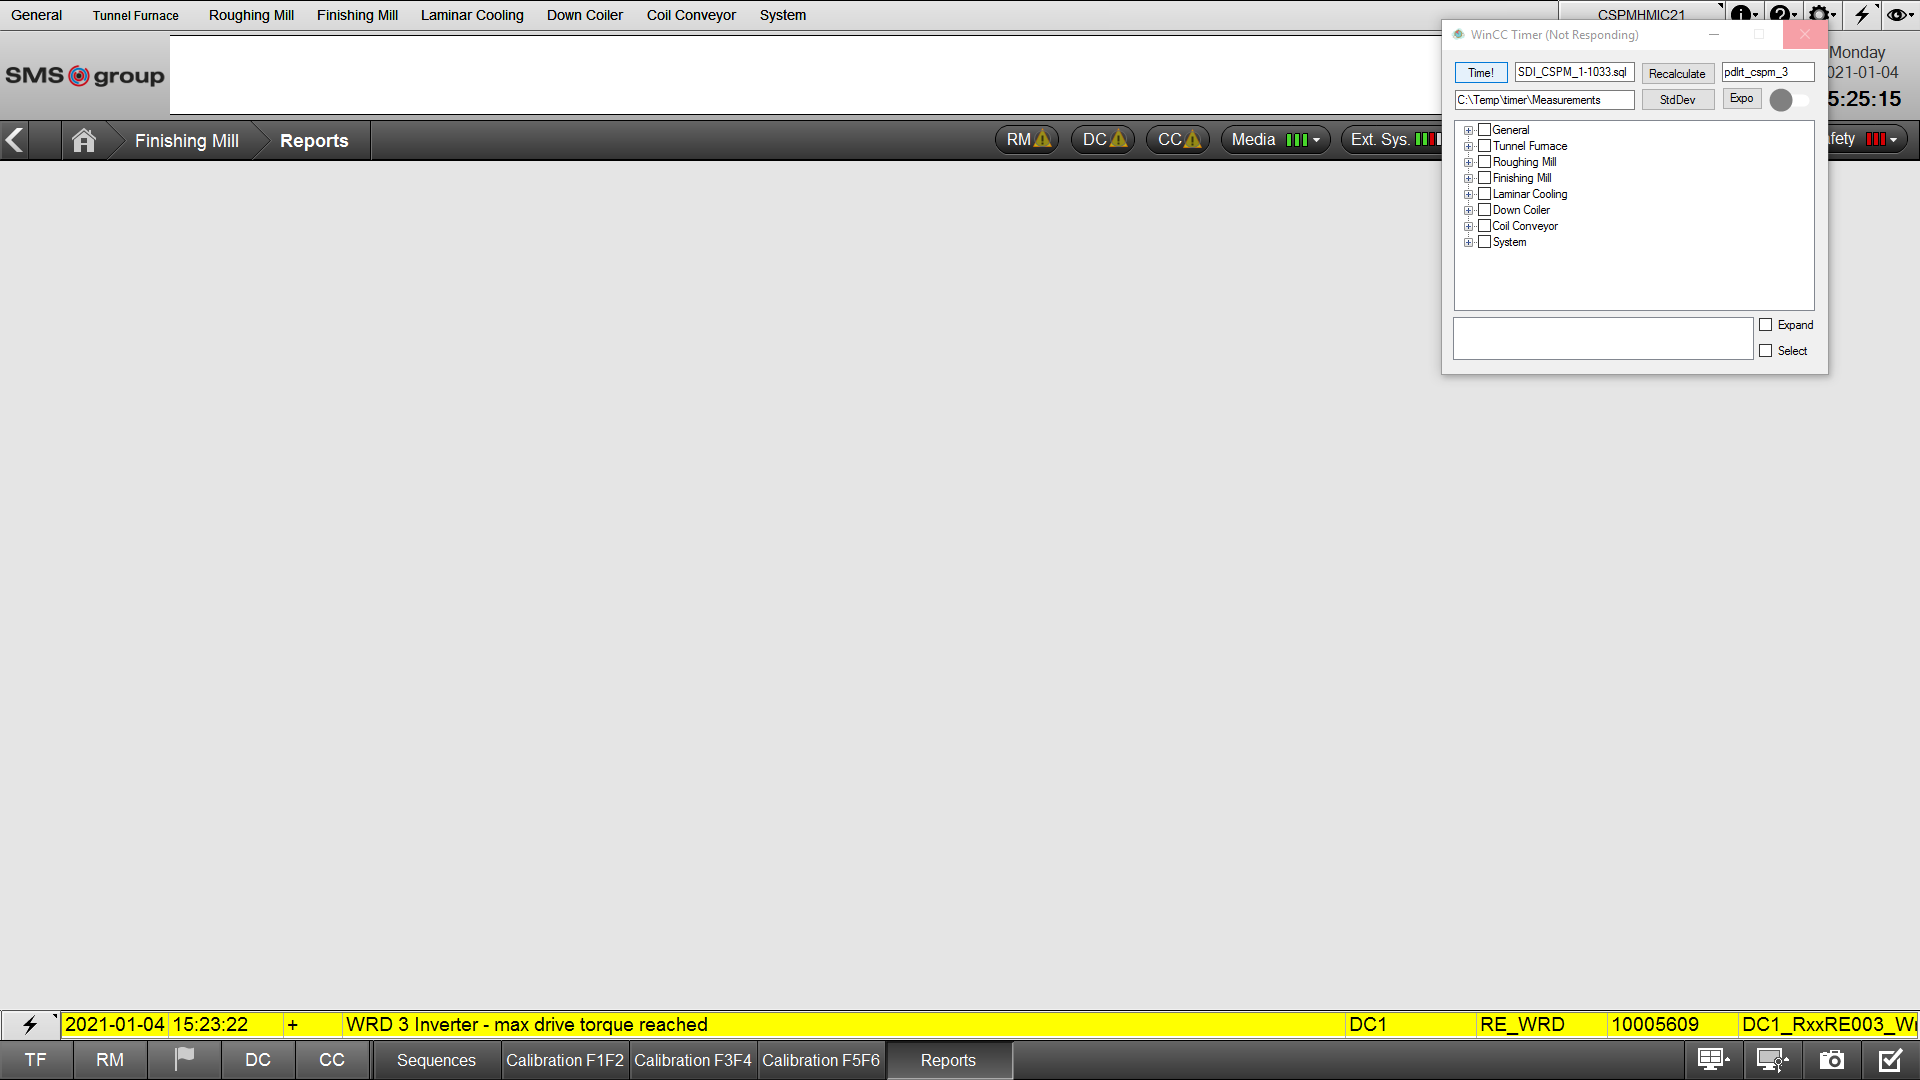 General Tunnel Furnace Roughing Mill Finishing Mill Laminar Cooling Down Coiler Coil Conveyor System CSPMHMIC21
SMS group
WinCC Timer (Not Responding)
Monday
021-01-04
5:25:15
Time! SDI_CSPM_1-1033.sql Recalculate pdlrt_cspm_3
C:\Temp\timer\Measurements StdDev Expo
Finishing Mill Reports RM DC CC Media Ext. Sys. afety
General
Tunnel Furnace
Roughing Mill
Finishing Mill
Laminar Cooling
Down Coiler
Coil Conveyor
System
Expand
Select
2021-01-04 15:23:22 + WRD 3 Inverter - max drive torque reached DC1 RE_WRD 10005609 DC1_RxxRE003_Wr
TF RM DC CC Sequences Calibration F1F2 Calibration F3F4 Calibration F5F6 Reports